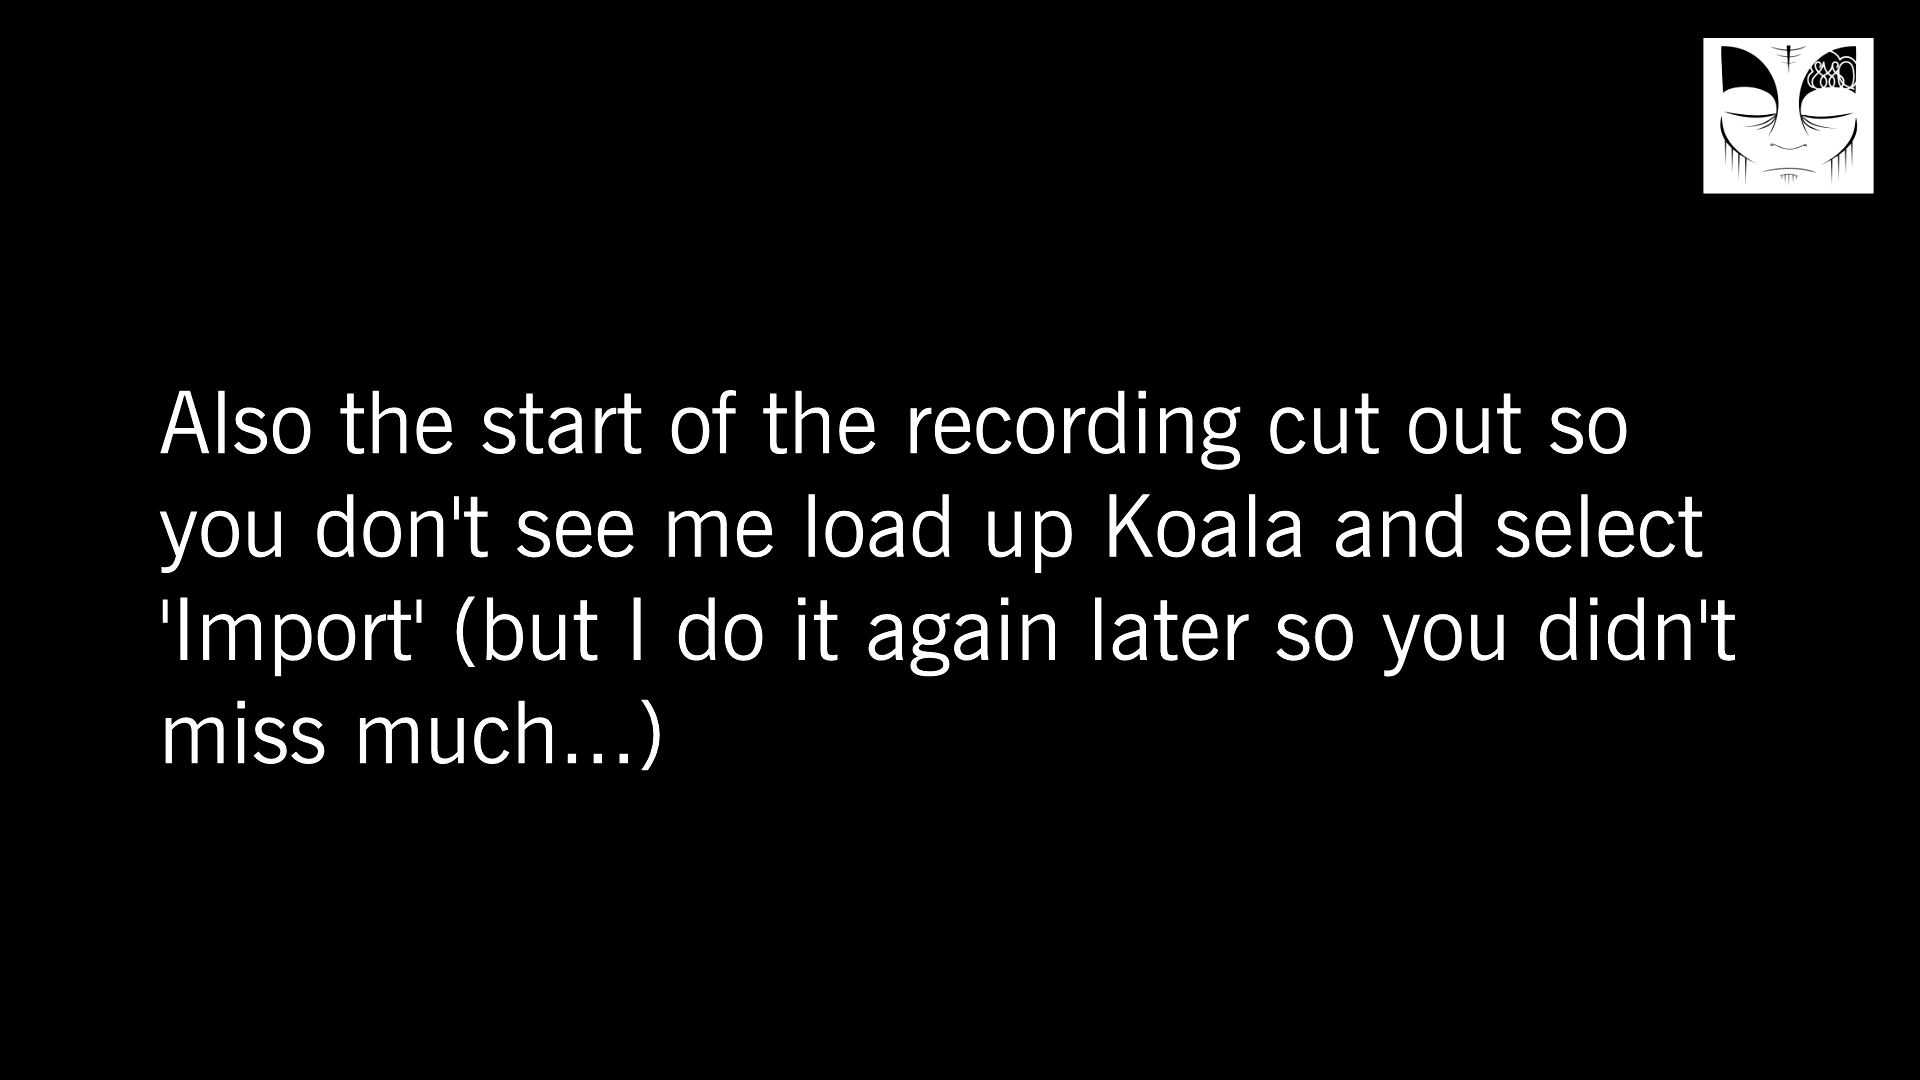 Also the start of the recording cut out so
you don't see me load up Koala and select
'Import' (but I do it again later so you didn't
miss much...)